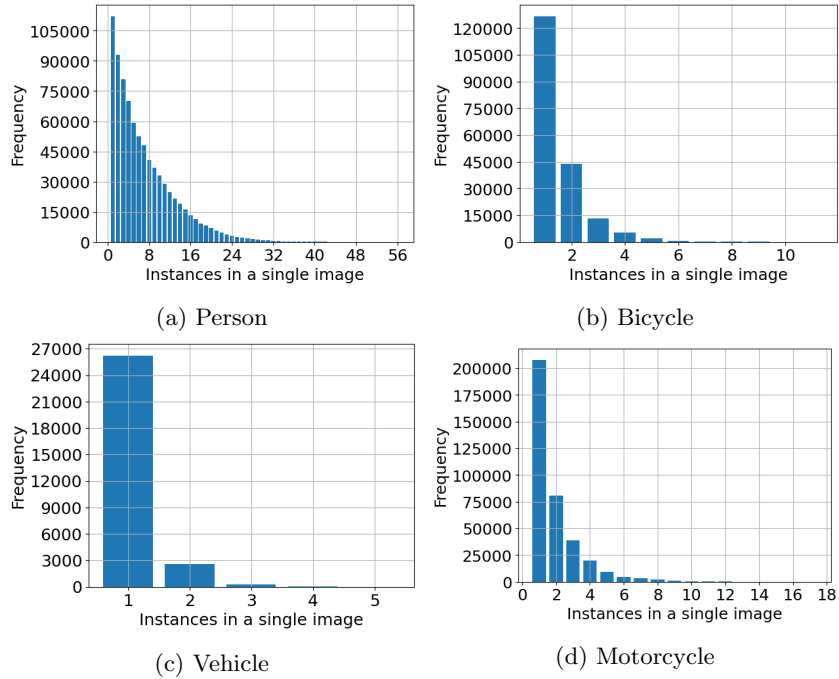 105000
90000
75000
60000
45000
30000
15000
0
Frequency
0 8 16 24 32 40 48 56
Instances in a single image
(a) Person
120000
105000
90000
75000
60000
45000
30000
15000
0
Frequency
2 4 6 8 10
Instances in a single image
(b) Bicycle
27000
24000
21000
18000
15000
12000
9000
6000
3000
0
Frequency
1 2 3 4 5
Instances in a single image
(c) Vehicle
200000
175000
150000
125000
100000
75000
50000
25000
0
Frequency
0 2 4 6 8 10 12 14 16 18
Instances in a single image
(d) Motorcycle